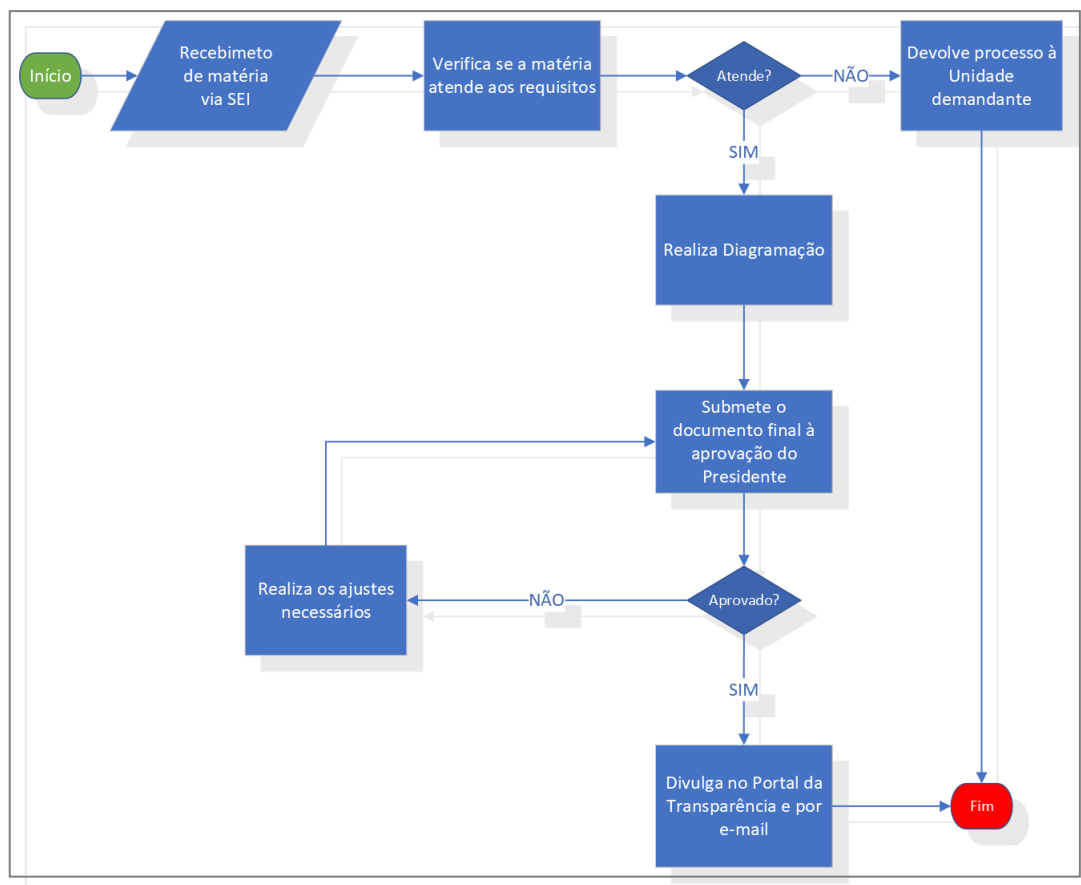 Início
Recebimeto
de matéria
via SEI
Verifica se a matéria
atende aos requisitos
Atende?
NÃO
Devolve processo à
Unidade
demandante
SIM
Realiza Diagramação
Submete o
documento final à
aprovação do
Presidente
Realiza os ajustes
necessários
NÃO
Aprovado?
SIM
Divulga no Portal da
Transparência e por
e-mail
Fim